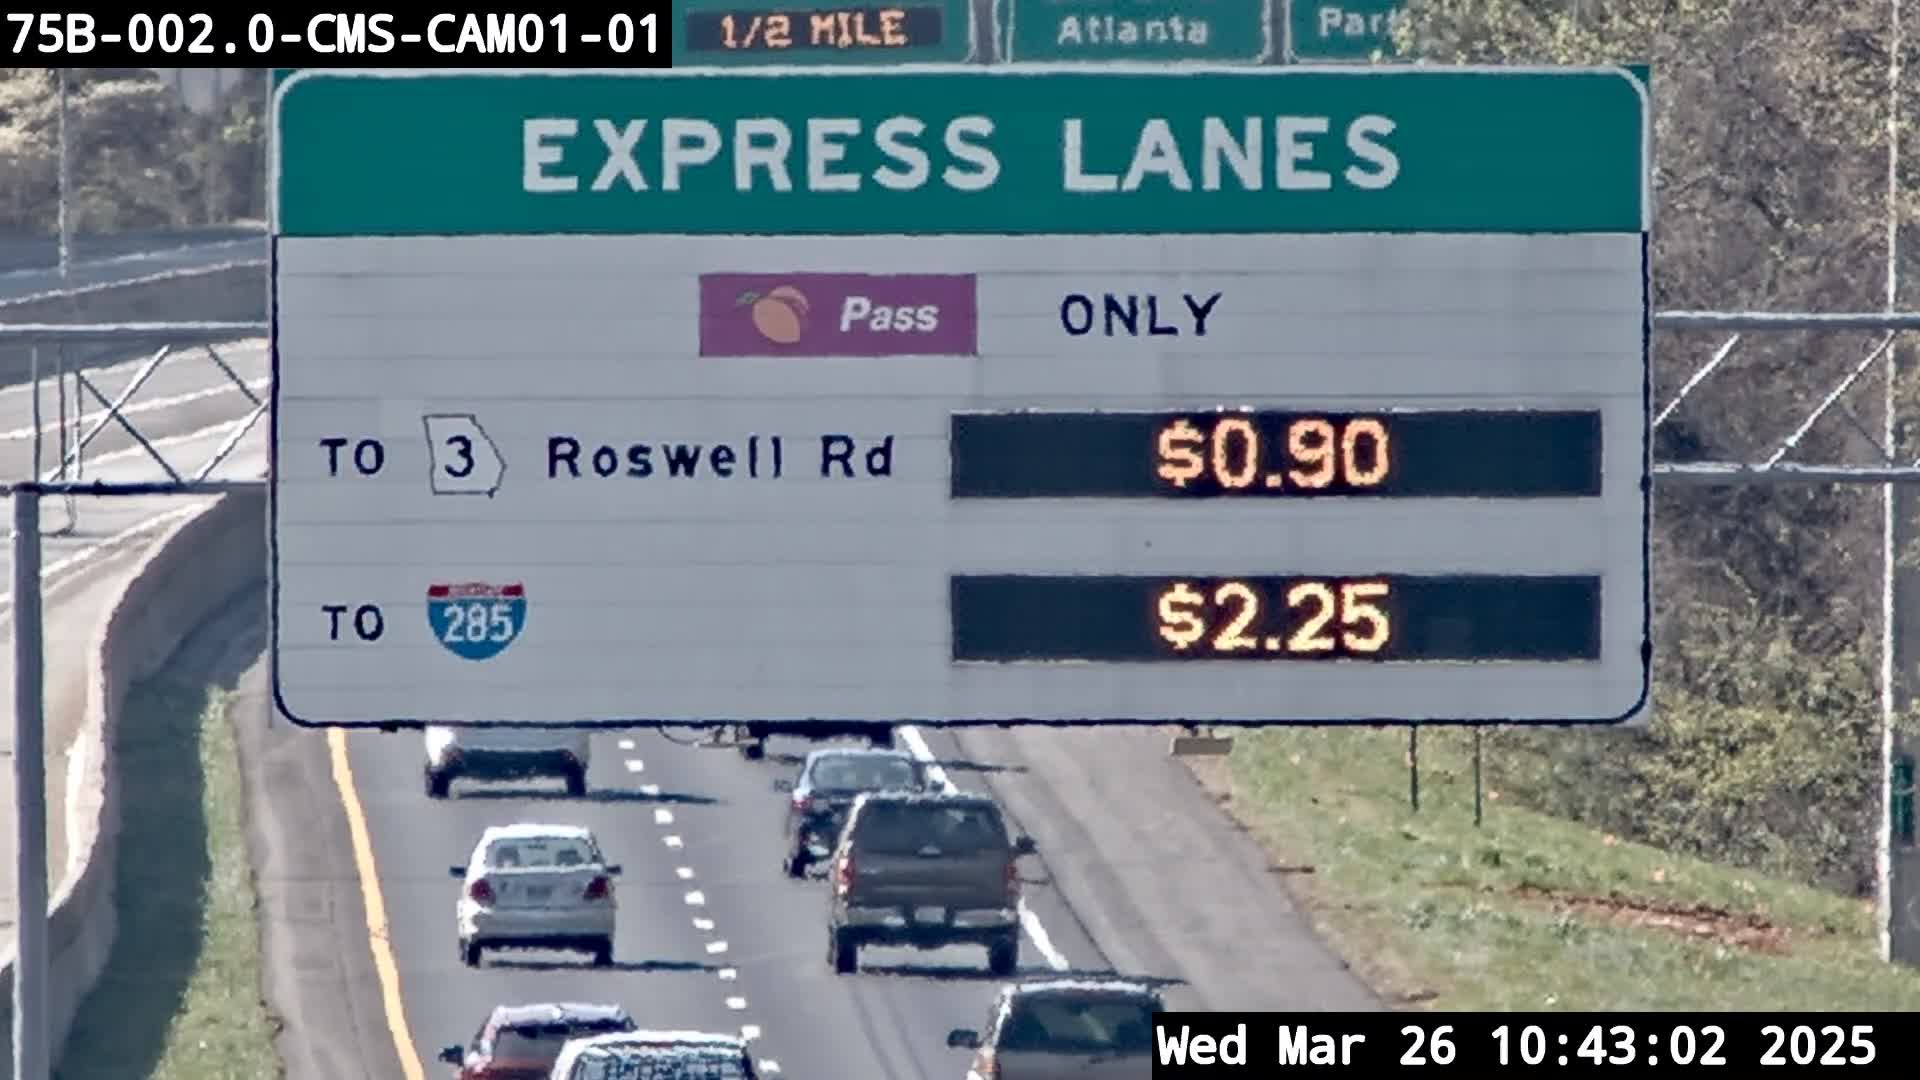 75B-002.0-CMS-CAM01-01
1/2 MILE
Atlanta
EXPRESS LANES
Pass ONLY
TO 3 Roswell Rd $0.90
TO 285 $2.25
Wed Mar 26 10:43:02 2025